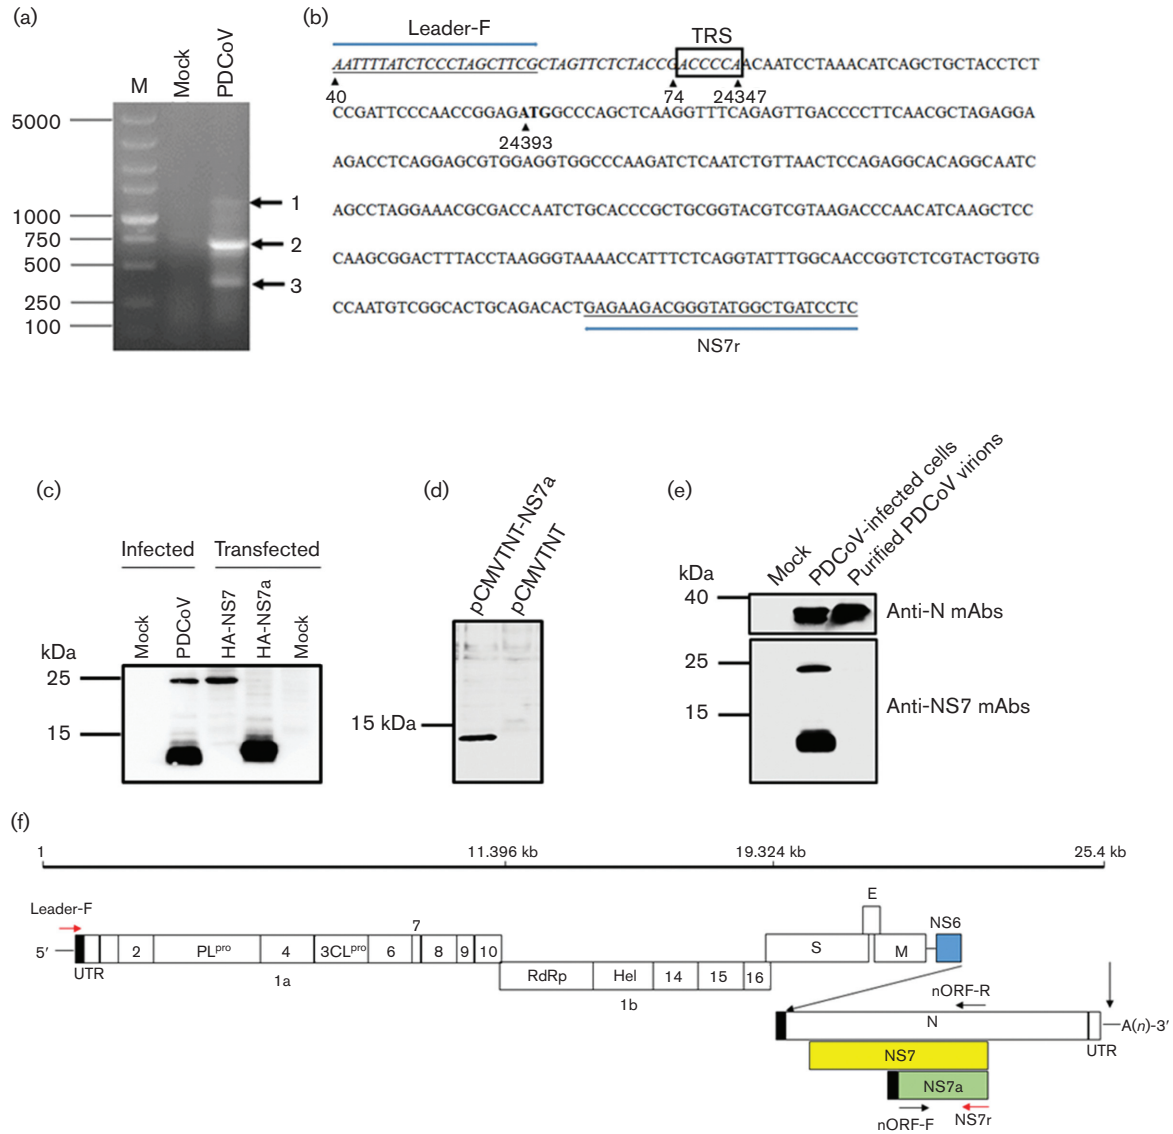 (a)
M
Mock
PDCoV
5000
1000
750
500
250
100
1
2
3
(b)
Leader-F
TRS
AATTTTATCTCCCTAGCTTCGCTAGTTCTCTACCGACCCCAACAATCCTAAACATCAGCTGCTACCTCT
40
74
24347
CCGATTCCCAACCGGAGATGGCCCAGCTCAAGGTTTCAGAGTTGACCCCTTCAACGCTAGAGGA
24393
AGACCTCAGGAGCGTGGAGGTGGCCCAAGATCTCAATCTGTTAACTCCAGAGGCACAGGCAATC
AGCCTAGGAAACGCGACCAATCTGCACCCGCTGCGGTACGTCGTAAGACCCAACATCAAGCTCC
CAAGCGGACTTTACCTAAGGGTAAAACCATTTCTCAGGTATTTGGCAACCGGTCTCGTACTGGTG
CCAATGTCGGCACTGCAGACACTGAGAAGACGGGTATGGCTGATCCTC
NS7r
(c)
Infected
Transfected
Mock
PDCoV
HA-NS7
HA-NS7a
Mock
kDa
25
15
(d)
pCMVTNT-NS7a
pCMVTNT
15 kDa
(e)
Mock
PDCoV-infected cells
Purified PDCoV virions
kDa
40
Anti-N mAbs
25
15
Anti-NS7 mAbs
(f)
1
11.396 kb
19.324 kb
25.4 kb
Leader-F
7
E
NS6
5′
2
PLpro
4
3CLpro
6
8
9
10
S
M
UTR
1a
RdRp
Hel
14
15
16
1b
nORF-R
N
A(n)-3′
UTR
NS7
NS7a
nORF-F
NS7r